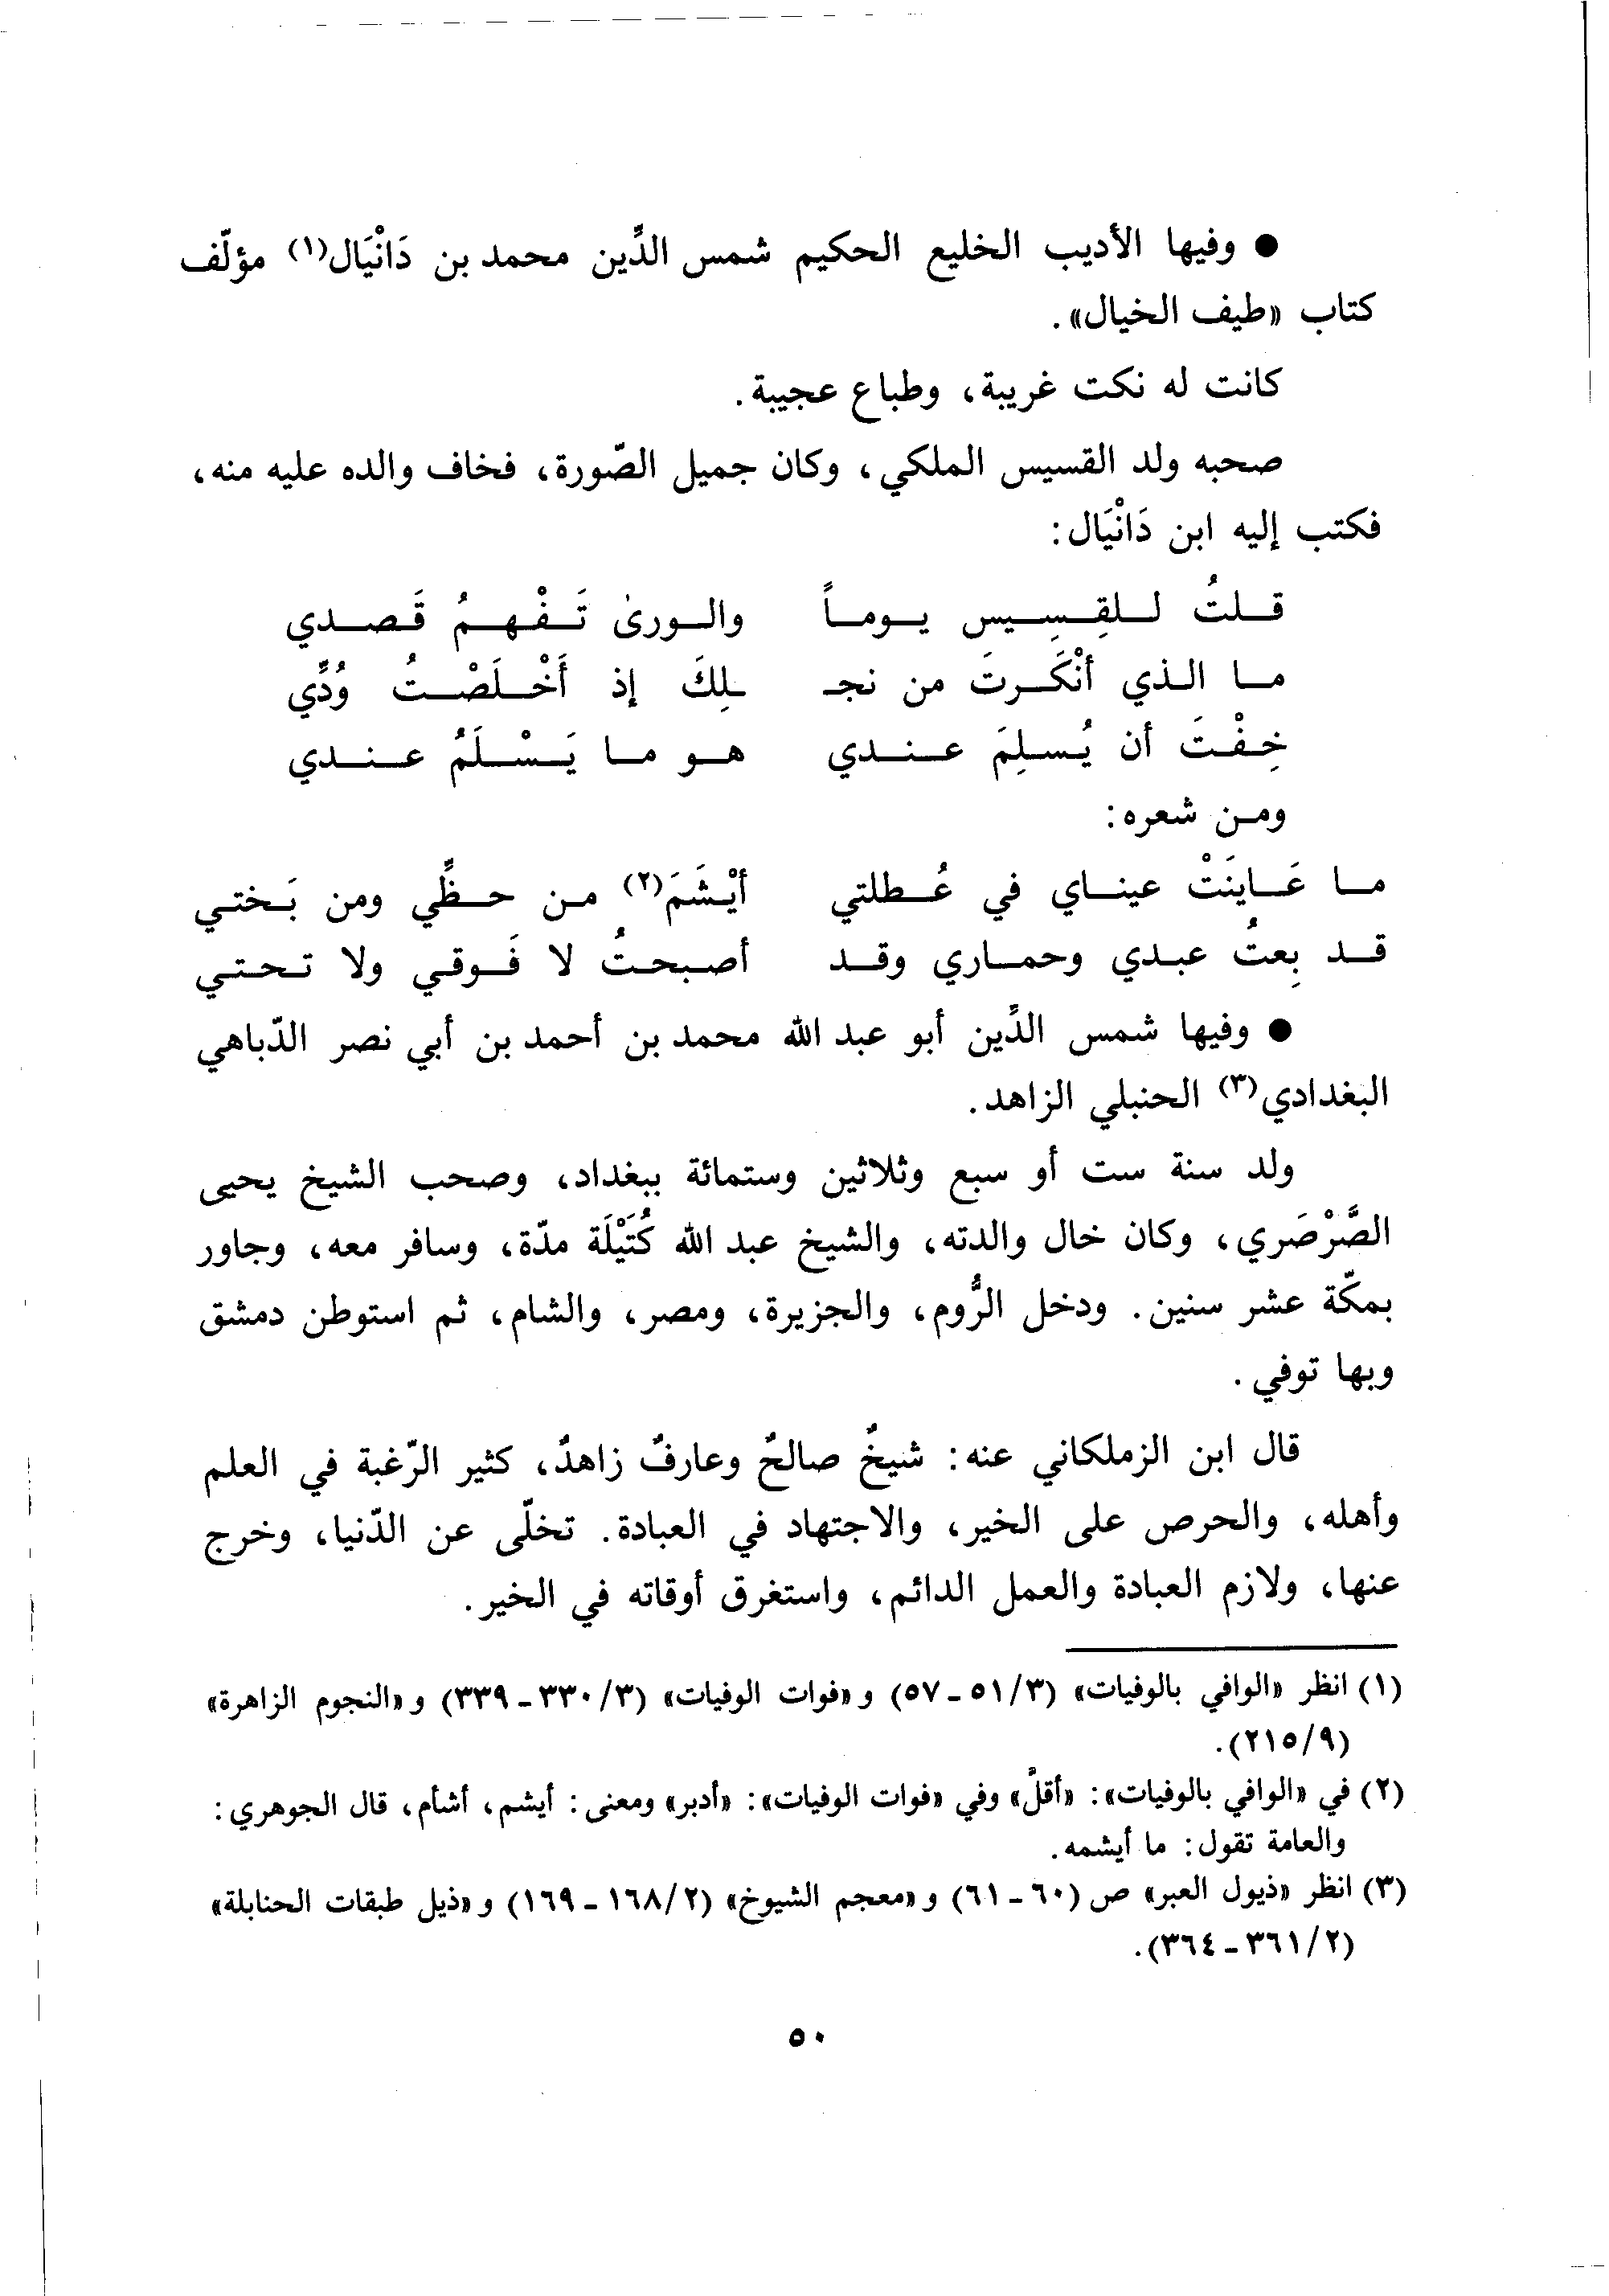 ● وفيها الأديب الخليع الحكيم شمس الدِّين محمد بن دَانْيَال(١) مؤلّف
كتاب «طيف الخيال».
كانت له نكت غريبة، وطباع عجيبة.
صحبه ولد القسيس الملكي، وكان جميل الصّورة، فخاف والده عليه منه،
فكتب إليه ابن دَانْيَال:
قلتُ للقِسِيس يوماً والورىٰ تَفْهمُ قَصدي
ما الذي أنْكَرتَ من نجـ ـلِكَ إذ أَخْلَصْتُ وُدِّي
خِفْتَ أن يُسلِمَ عندي هو ما يَسْلَمُ عندي
ومن شعره:
ما عَاينَتْ عيناي في عُطلتي أيْشَمَ(٢) من حظِّي ومن بَختي
قد بِعتُ عبدي وحماري وقد أصبحتُ لا فَوقي ولا تحتي
● وفيها شمس الدِّين أبو عبد الله محمد بن أحمد بن أبي نصر الدّباهي
البغدادي(٣) الحنبلي الزاهد.
ولد سنة ست أو سبع وثلاثين وستمائة ببغداد، وصحب الشيخ يحيى
الصَّرْصَري، وكان خال والدته، والشيخ عبد الله كُتَيْلَة مدّة، وسافر معه، وجاور
بمكّة عشر سنين. ودخل الرُّوم، والجزيرة، ومصر، والشام، ثم استوطن دمشق
وبها توفي.
قال ابن الزملكاني عنه: شيخٌ صالحٌ وعارفٌ زاهدٌ، كثير الرّغبة في العلم
وأهله، والحرص على الخير، والاجتهاد في العبادة. تخلّى عن الدّنيا، وخرج
عنها، ولازم العبادة والعمل الدائم، واستغرق أوقاته في الخير.
(١) انظر «الوافي بالوفيات» (٣/ ٥١ - ٥٧) و «فوات الوفيات» (٣/ ٣٣٠ - ٣٣٩) و «النجوم الزاهرة»
(٩/ ٢١٥).
(٢) في «الوافي بالوفيات»: «أقلَّ» وفي «فوات الوفيات»: «أدبر» ومعنى: أيشم، أشأم، قال الجوهري:
والعامة تقول: ما أيشمه.
(٣) انظر «ذيول العبر» ص (٦٠ - ٦١) و «معجم الشيوخ» (٢/ ١٦٨ - ١٦٩) و «ذيل طبقات الحنابلة»
(٢/ ٣٦١ - ٣٦٤).
٥٠